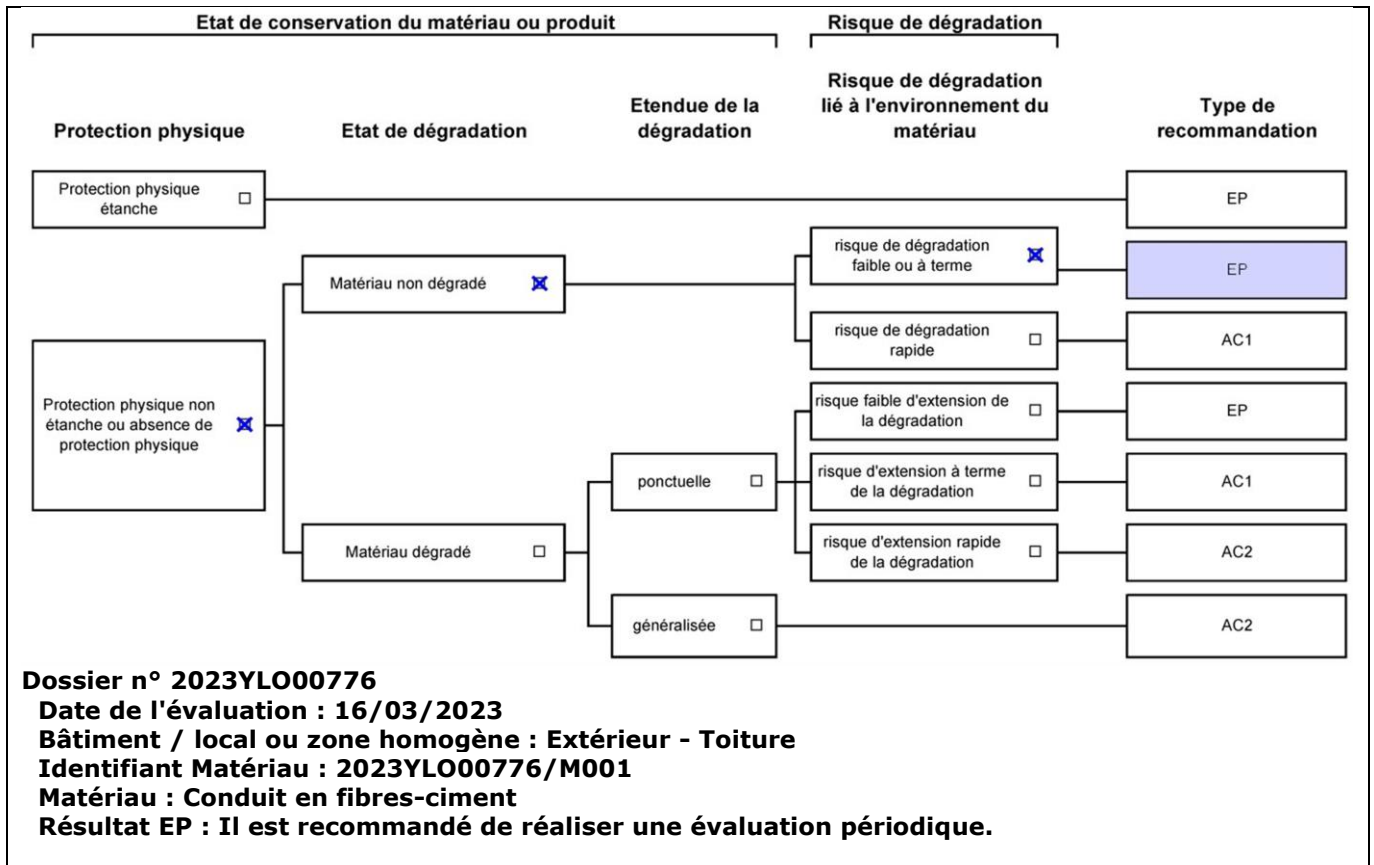 Etat de conservation du matériau ou produit
Risque de dégradation
Protection physique
Etat de dégradation
Etendue de la
dégradation
Risque de dégradation
lié à l'environnement du
matériau
Type de
recommandation
Protection physique
étanche
EP
risque de dégradation
faible ou à terme
EP
Matériau non dégradé
risque de dégradation
rapide
AC1
Protection physique non
étanche ou absence de
protection physique
risque faible d'extension de
la dégradation
EP
ponctuelle
risque d'extension à terme
de la dégradation
AC1
Matériau dégradé
risque d'extension rapide
de la dégradation
AC2
généralisée
AC2
Dossier n° 2023YLO00776
Date de l'évaluation : 16/03/2023
Bâtiment / local ou zone homogène : Extérieur - Toiture
Identifiant Matériau : 2023YLO00776/M001
Matériau : Conduit en fibres-ciment
Résultat EP : Il est recommandé de réaliser une évaluation périodique.